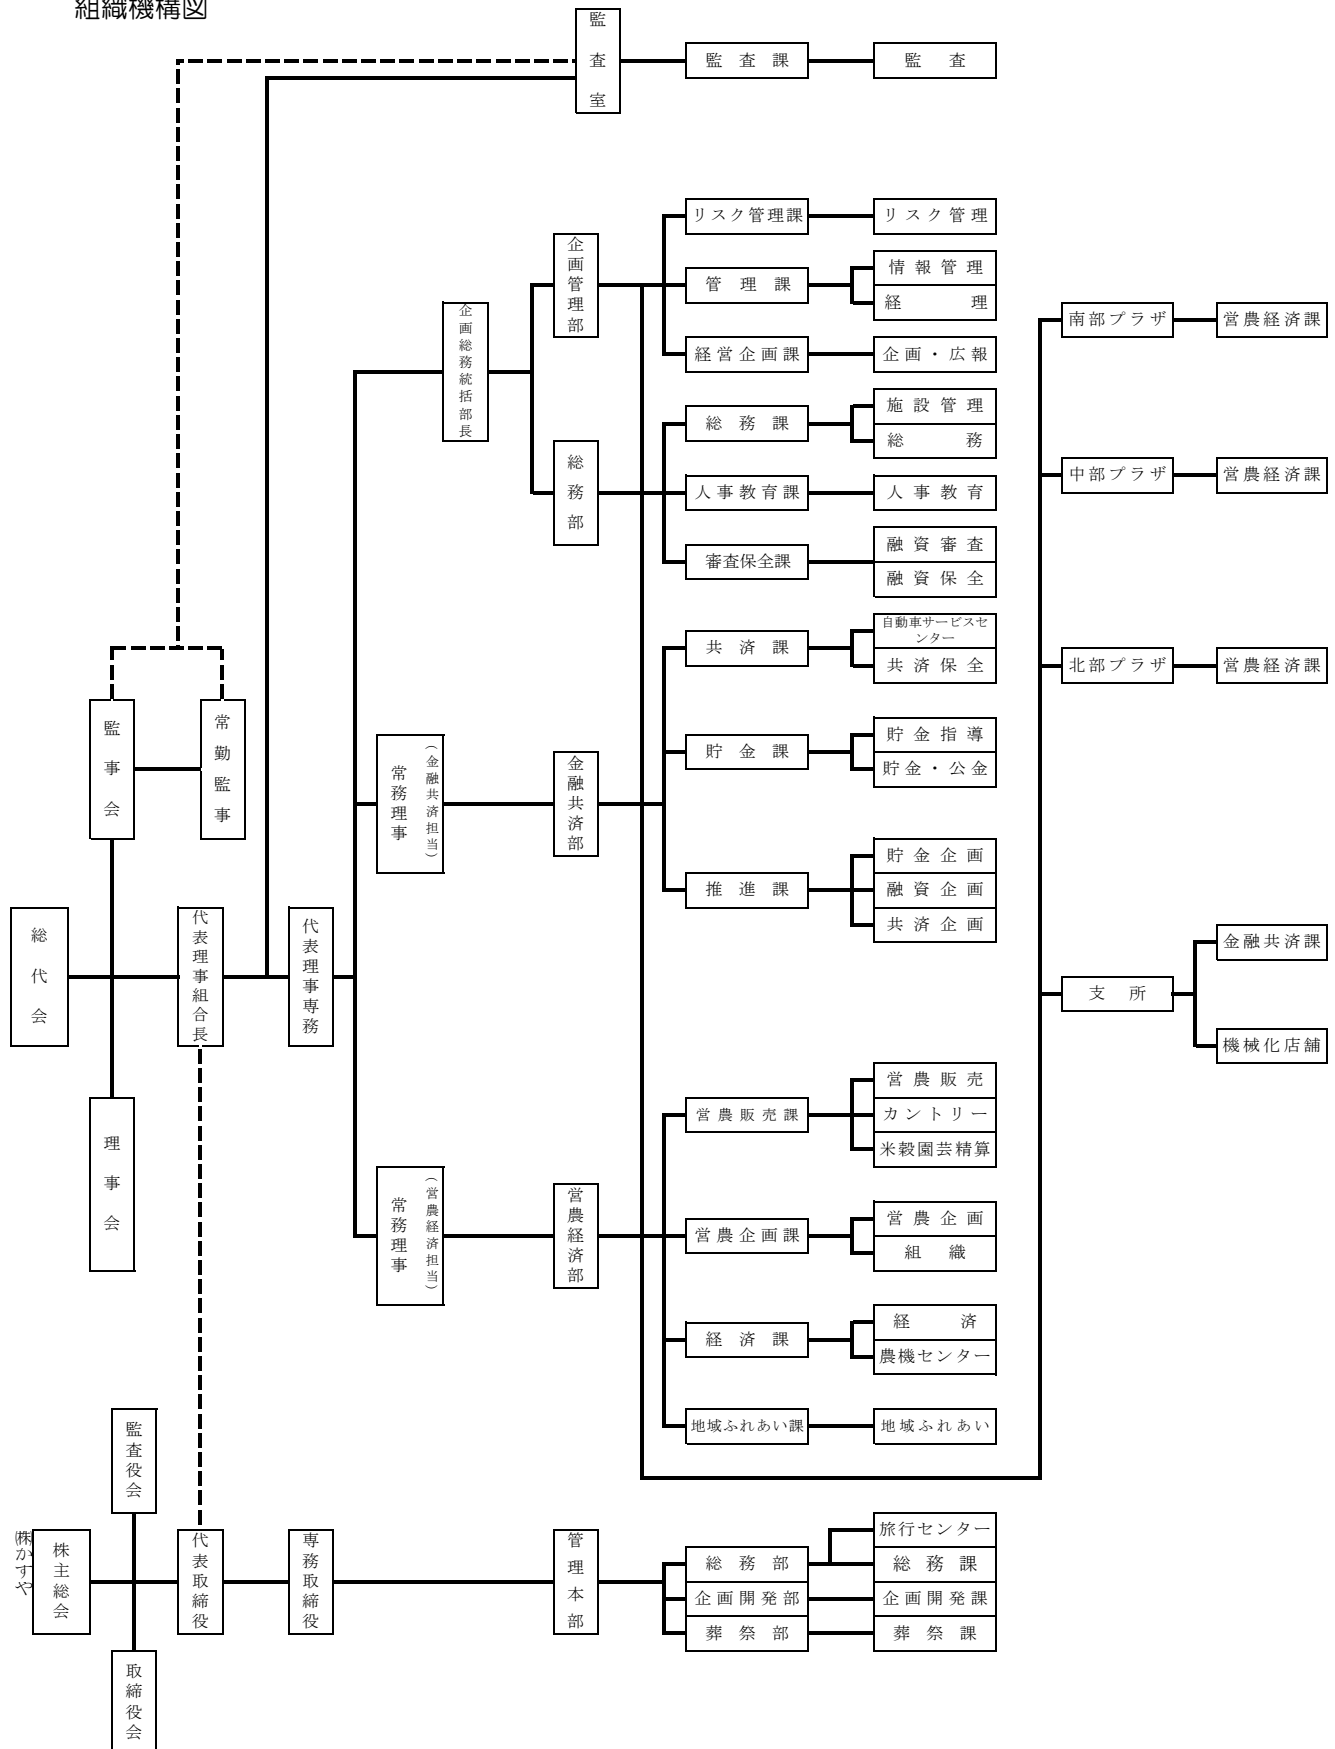 組織機構図
監査室
監査課
監査
リスク管理課
リスク管理
企画管理部
管理課
情報管理
経理
企画総務統括部長
経営企画課
企画・広報
南部プラザ
営農経済課
総務課
施設管理
総務
総務部
人事教育課
人事教育
中部プラザ
営農経済課
審査保全課
融資審査
融資保全
共済課
自動車サービスセ
ンター
共済保全
北部プラザ
営農経済課
監事会
常勤監事
常務理事
(金融共済担当)
金融共済部
貯金課
貯金指導
貯金・公金
推進課
貯金企画
融資企画
共済企画
総代会
代表理事組合長
代表理事専務
支所
金融共済課
機械化店舗
理事会
常務理事
(営農経済担当)
営農経済部
営農販売課
営農販売
カントリー
米穀園芸精算
営農企画課
営農企画
組織
経済課
経済
農機センター
地域ふれあい課
地域ふれあい
監査役会
㈱かすや
株主総会
代表取締役
専務取締役
管理本部
総務部
旅行センター
総務課
企画開発部
企画開発課
葬祭部
葬祭課
取締役会